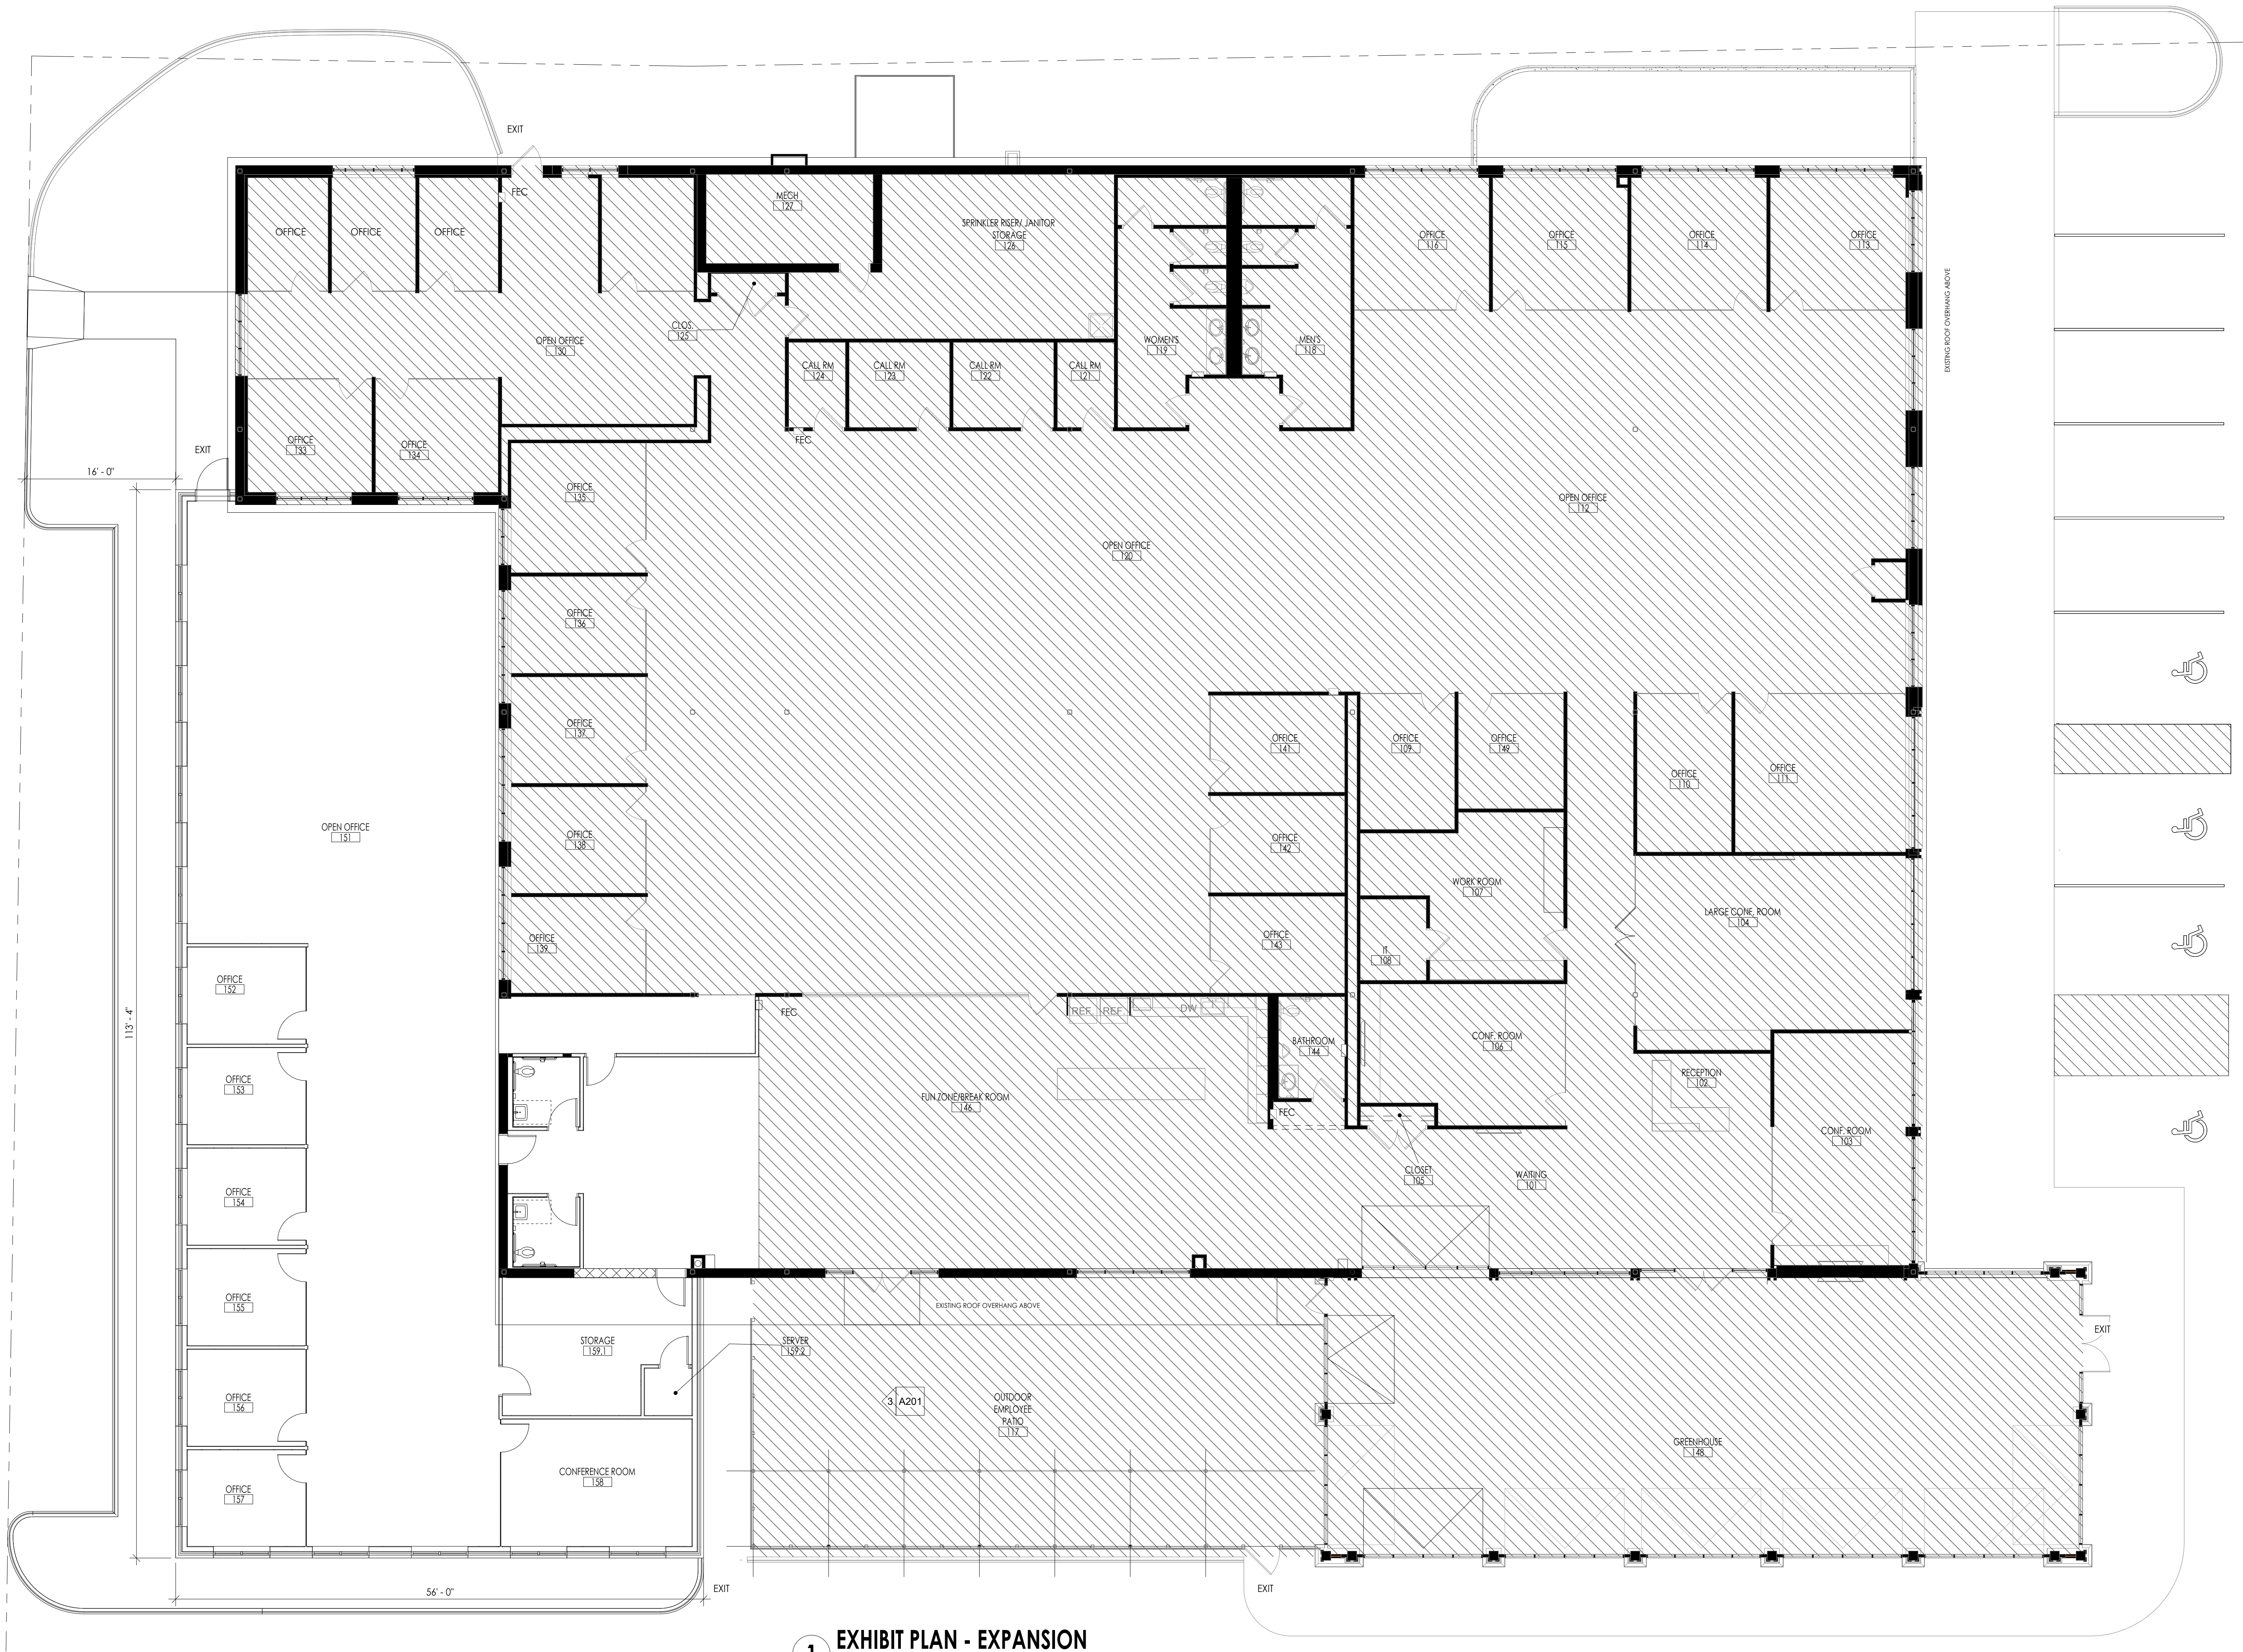 EXIT
FEC
MECH
127
SPRINKLER RISER/ JANITOR
STORAGE
126
OFFICE
OFFICE
OFFICE
OFFICE
116
OFFICE
115
OFFICE
114
OFFICE
113
EXISTING ROOF OVERHANG ABOVE
CLOS.
125
OPEN OFFICE
130
WOMEN'S
119
MEN'S
118
CALL RM
124
CALL RM
123
CALL RM
122
CALL RM
121
FEC
OFFICE
133
OFFICE
134
EXIT
16' - 0"
OFFICE
135
OPEN OFFICE
112
OPEN OFFICE
120
OFFICE
136
OFFICE
137
OFFICE
141
OFFICE
109
OFFICE
149
OFFICE
110
OFFICE
111
OPEN OFFICE
151
OFFICE
138
OFFICE
142
WORK ROOM
107
LARGE CONF. ROOM
104
OFFICE
139
OFFICE
143
IT
108
OFFICE
152
113' - 4"
FEC
REF.
REF.
DW
BATHROOM
144
CONF. ROOM
106
RECEPTION
102
OFFICE
153
FUN ZONE/BREAK ROOM
146
FEC
CONF. ROOM
103
CLOSET
105
WAITING
101
OFFICE
154
OFFICE
155
EXISTING ROOF OVERHANG ABOVE
EXIT
STORAGE
159.1
SERVER
159.2
OFFICE
156
3 A201
OUTDOOR
EMPLOYEE
PATIO
117
GREENHOUSE
148
CONFERENCE ROOM
158
OFFICE
157
56' - 0"
EXIT
EXIT
1
EXHIBIT PLAN - EXPANSION